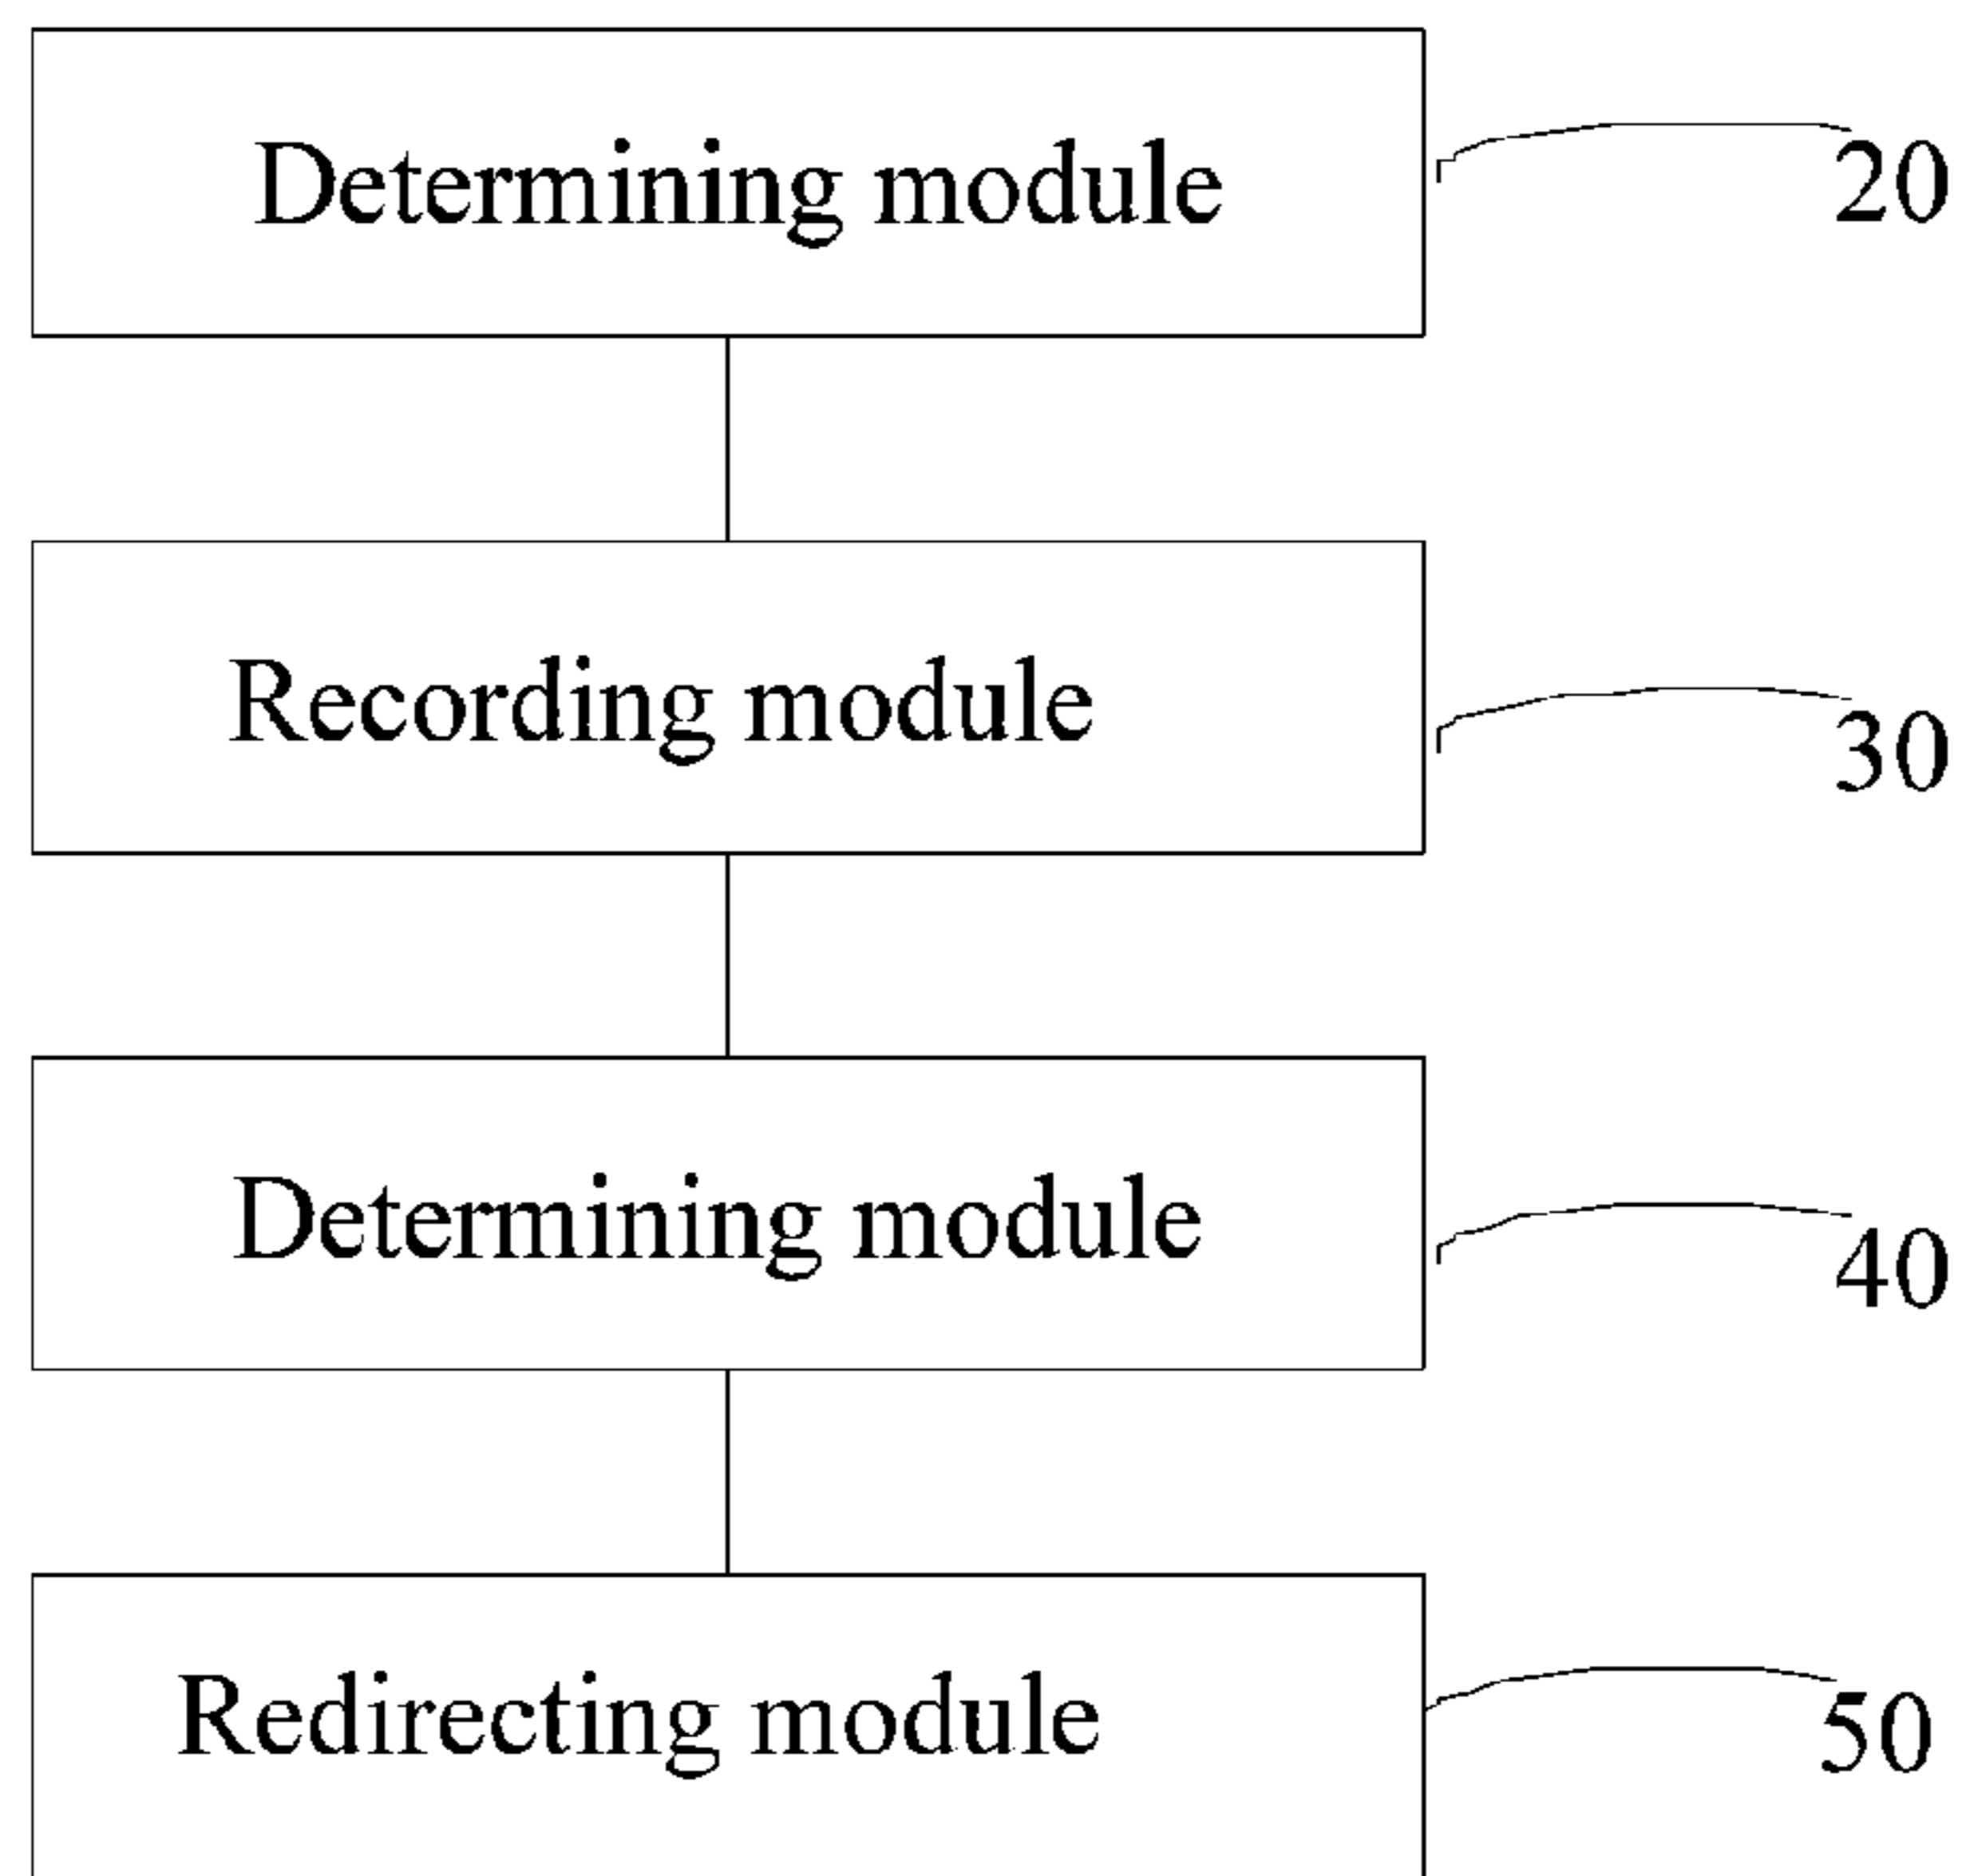 Determining module
20
Recording module
30
Determining module
40
Redirecting module
50